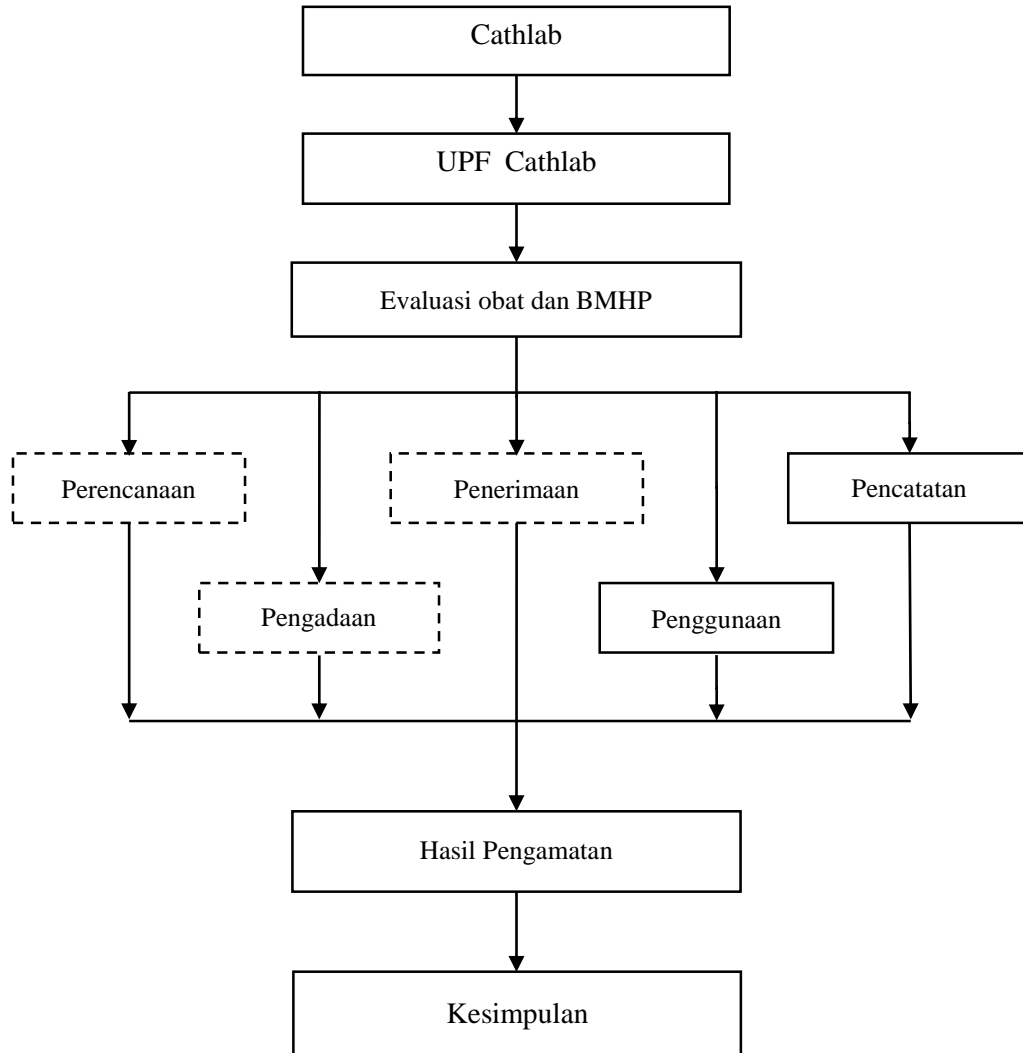 Cathlab
UPF Cathlab
Evaluasi obat dan BMHP
Perencanaan
Penerimaan
Pencatatan
Pengadaan
Penggunaan
Hasil Pengamatan
Kesimpulan